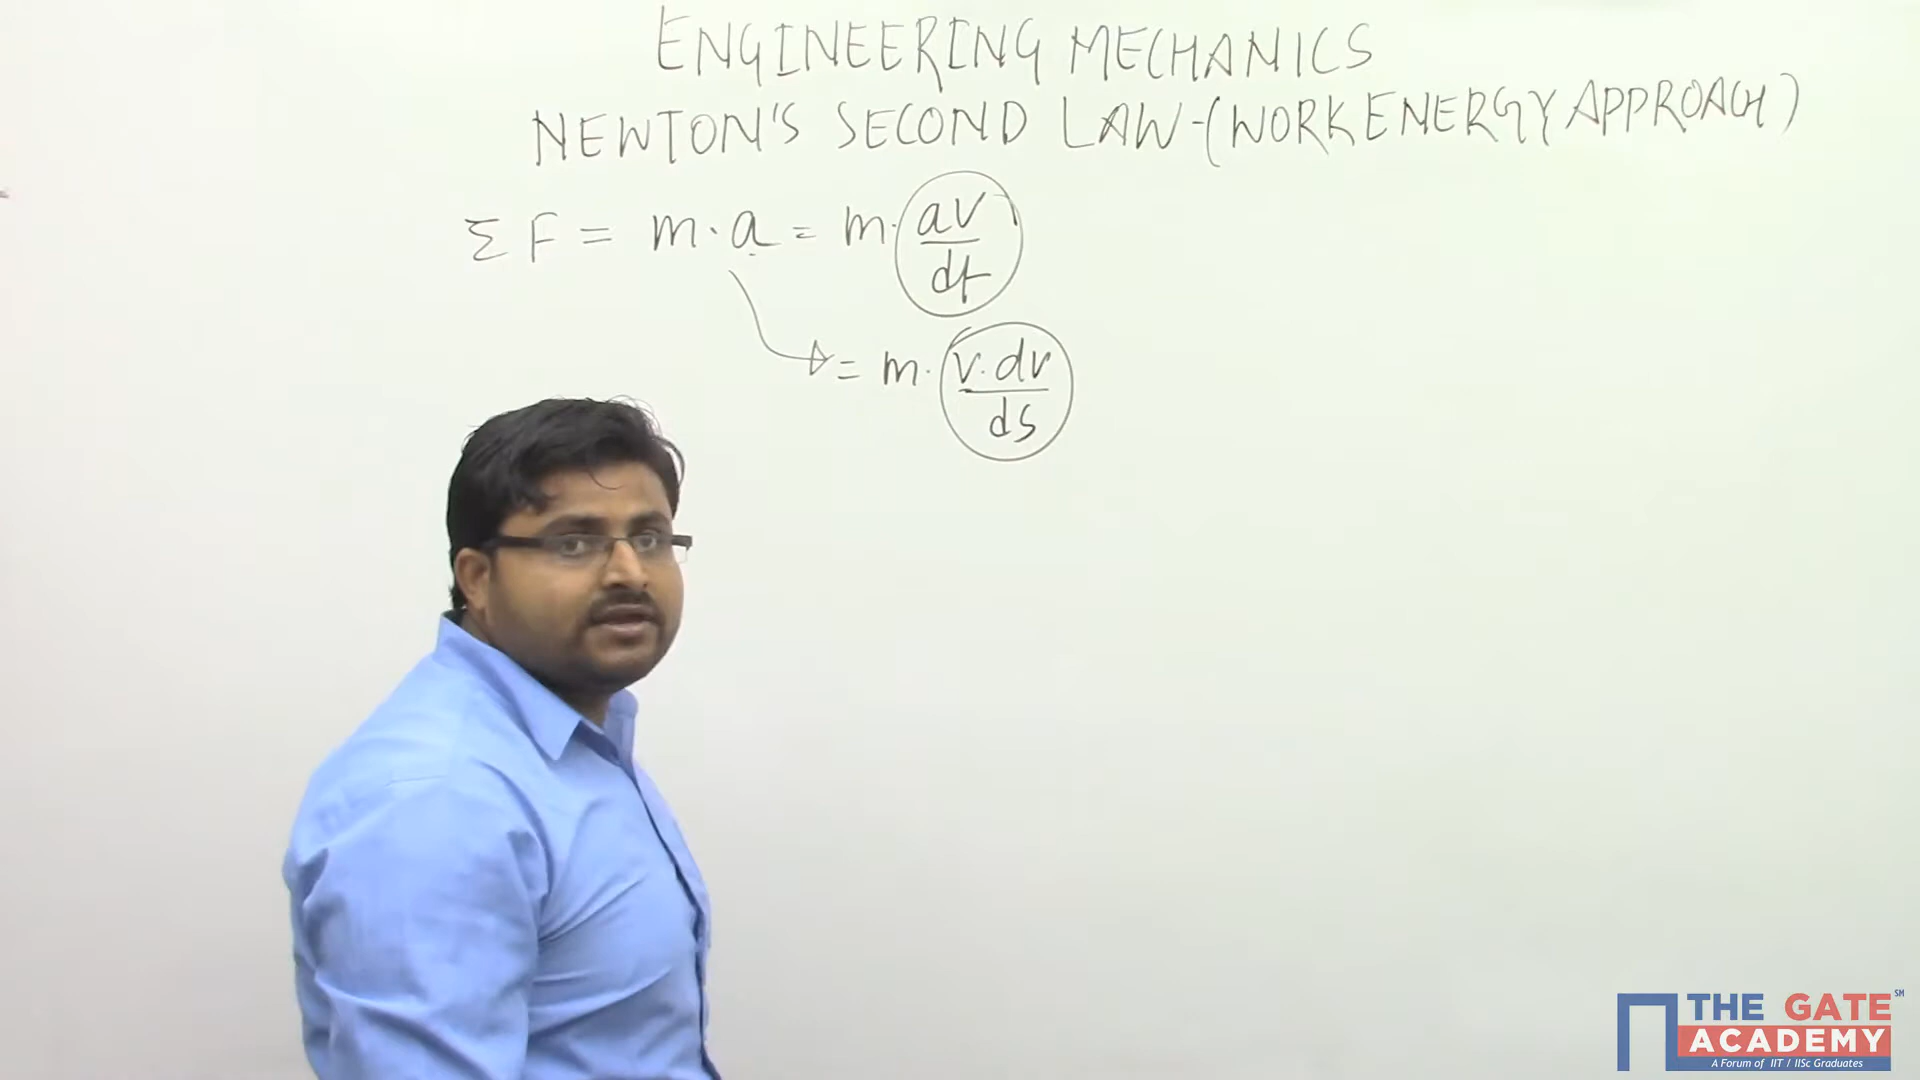 ENGINEERING MECHANICS
NEWTON'S SECOND LAW-(WORK ENERGY APPROACH)
Σ F = m · a = m · dv/dt
= m · v·dv/ds
THE GATE ACADEMY SM
A Forum of IIT / IISc Graduates